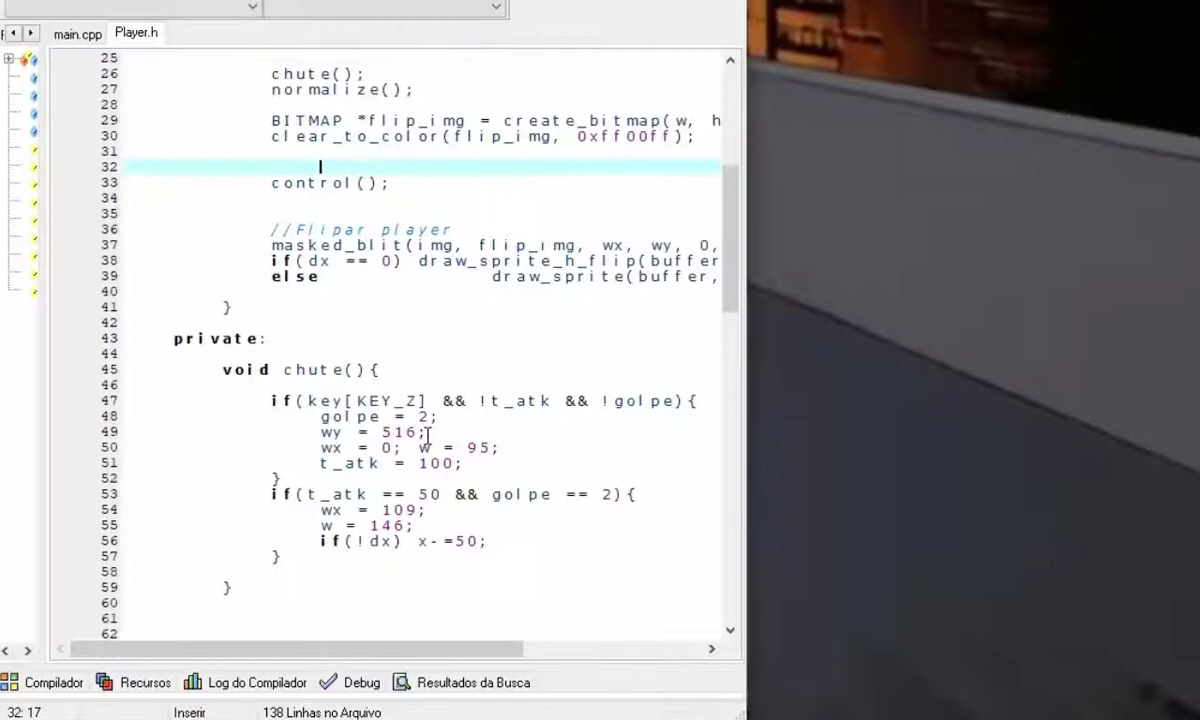 main.cpp Player.h
25
26 chute();
27 normalize();
28
29 BITMAP *flip_img = create_bitmap(w, h
30 clear_to_color(flip_img, 0xff00ff);
31
32
33 control();
34
35
36 //Flipar player
37 masked_blit(img, flip_img, wx, wy, 0,
38 if(dx == 0) draw_sprite_h_flip(buffer
39 else draw_sprite(buffer,
40
41 }
42
43 private:
44
45 void chute(){
46
47 if(key[KEY_Z] && !t_atk && !golpe){
48 golpe = 2;
49 wy = 516;
50 wx = 0; w = 95;
51 t_atk = 100;
52 }
53 if(t_atk == 50 && golpe == 2){
54 wx = 109;
55 w = 146;
56 if(!dx) x-=50;
57 }
58
59 }
60
61
62
Compilador Recursos Log do Compilador Debug Resultados da Busca
32: 17 Inserir 138 Linhas no Arquivo